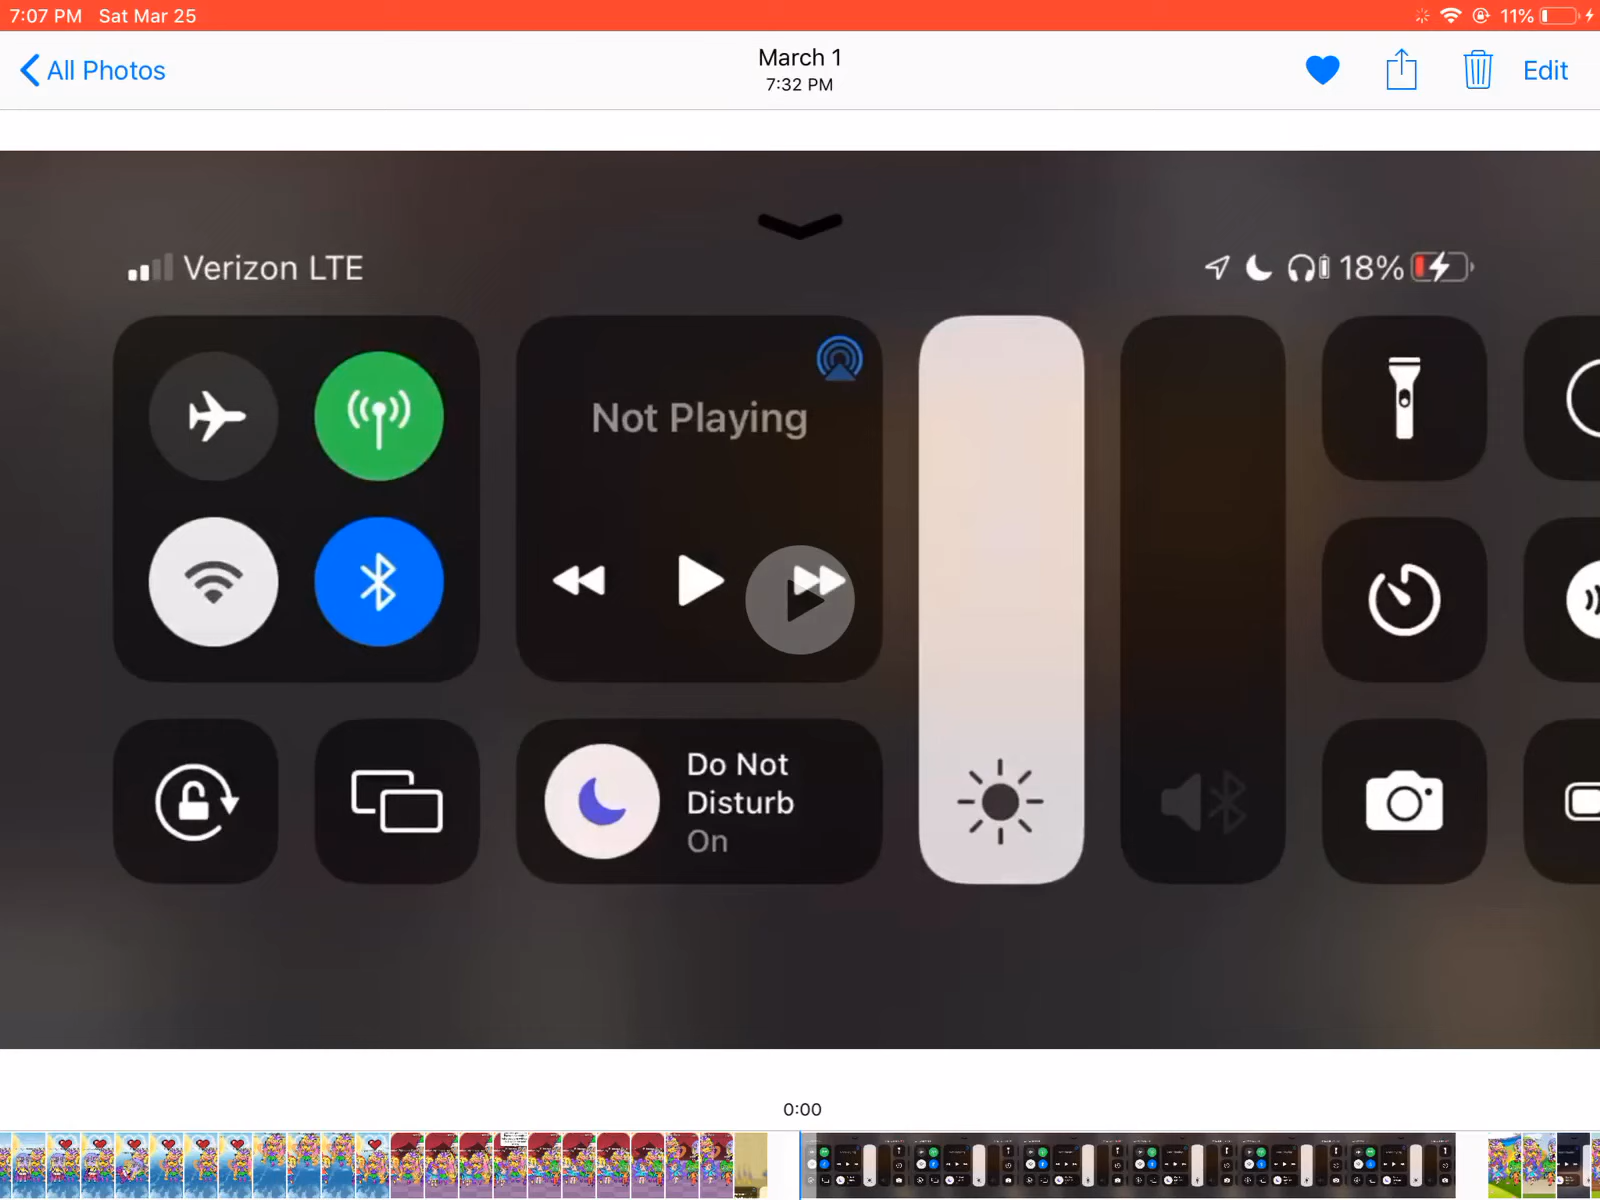 7:07 PM Sat Mar 25
11%
All Photos
March 1
7:32 PM
Edit
Verizon LTE
18%
Not Playing
Do Not
Disturb
On
0:00